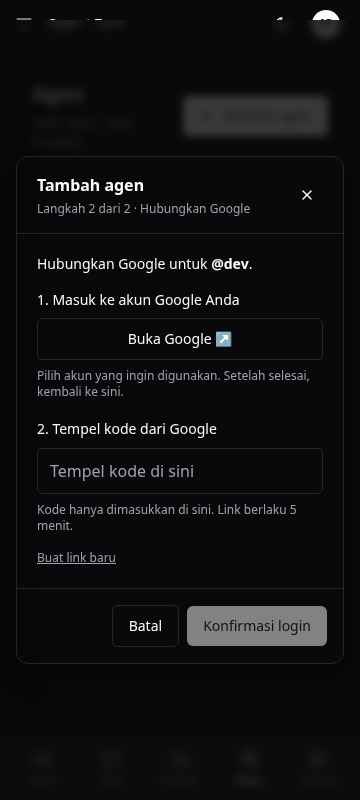 Agen
Tambah agen
Langkah 2 dari 2 · Hubungkan Google
Hubungkan Google untuk @dev.
1. Masuk ke akun Google Anda
Buka Google ↗️
Pilih akun yang ingin digunakan. Setelah selesai,
kembali ke sini.
2. Tempel kode dari Google
Tempel kode di sini
Kode hanya dimasukkan di sini. Link berlaku 5
menit.
Buat link baru
Batal
Konfirmasi login